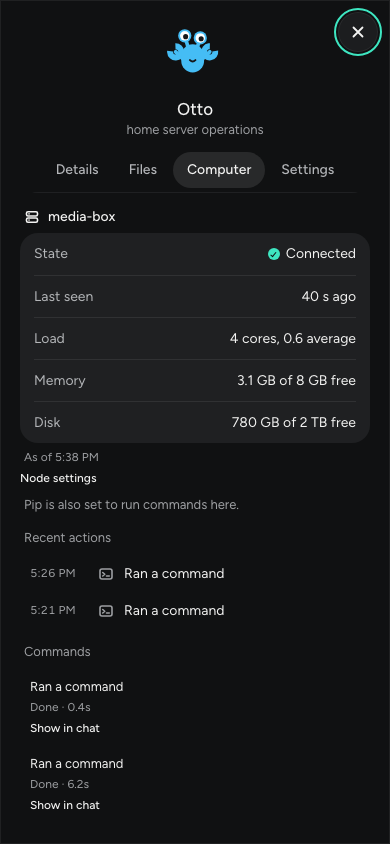 Otto
home server operations
Details Files Computer Settings
media-box
State Connected
Last seen 40 s ago
Load 4 cores, 0.6 average
Memory 3.1 GB of 8 GB free
Disk 780 GB of 2 TB free
As of 5:38 PM
Node settings
Pip is also set to run commands here.
Recent actions
5:26 PM Ran a command
5:21 PM Ran a command
Commands
Ran a command
Done · 0.4s
Show in chat
Ran a command
Done · 6.2s
Show in chat